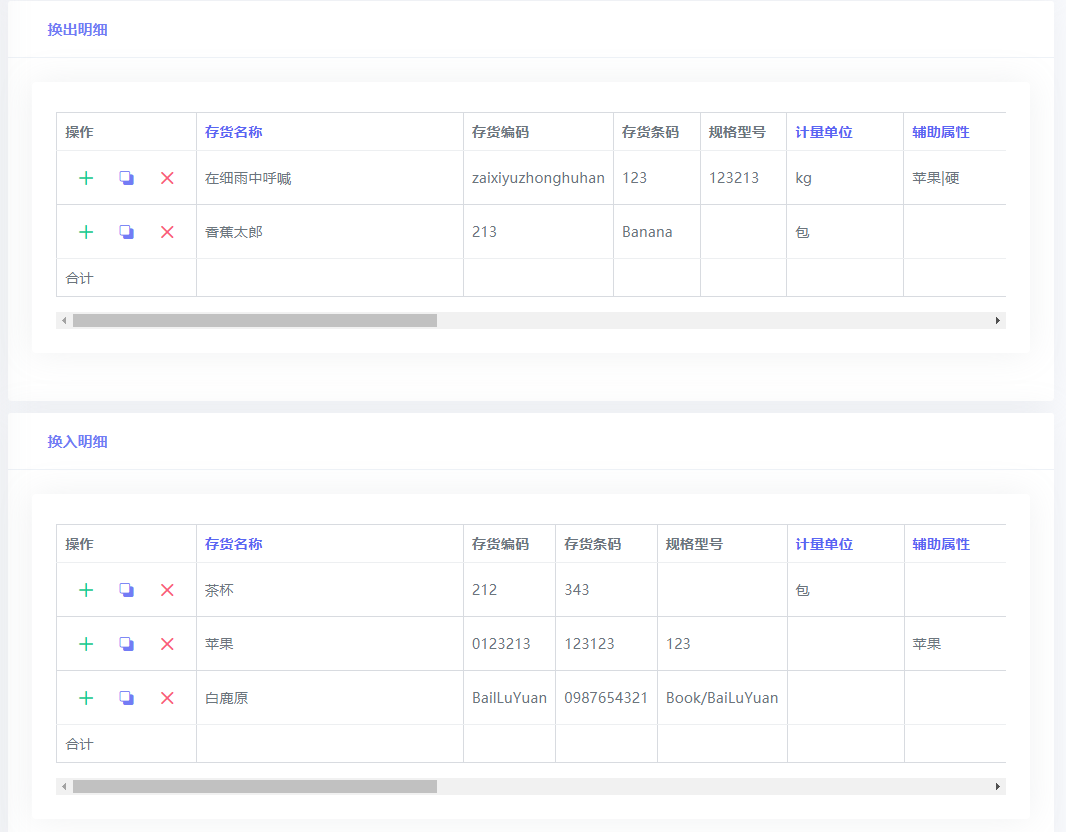 换出明细
操作 存货名称 存货编码 存货条码 规格型号 计量单位 辅助属性
在细雨中呼喊 zaixiyuzhonghuhan 123 123213 kg 苹果|硬
香蕉太郎 213 Banana 包
合计
换入明细
操作 存货名称 存货编码 存货条码 规格型号 计量单位 辅助属性
茶杯 212 343 包
苹果 0123213 123123 123 苹果
白鹿原 BailLuYuan 0987654321 Book/BaiLuYuan
合计